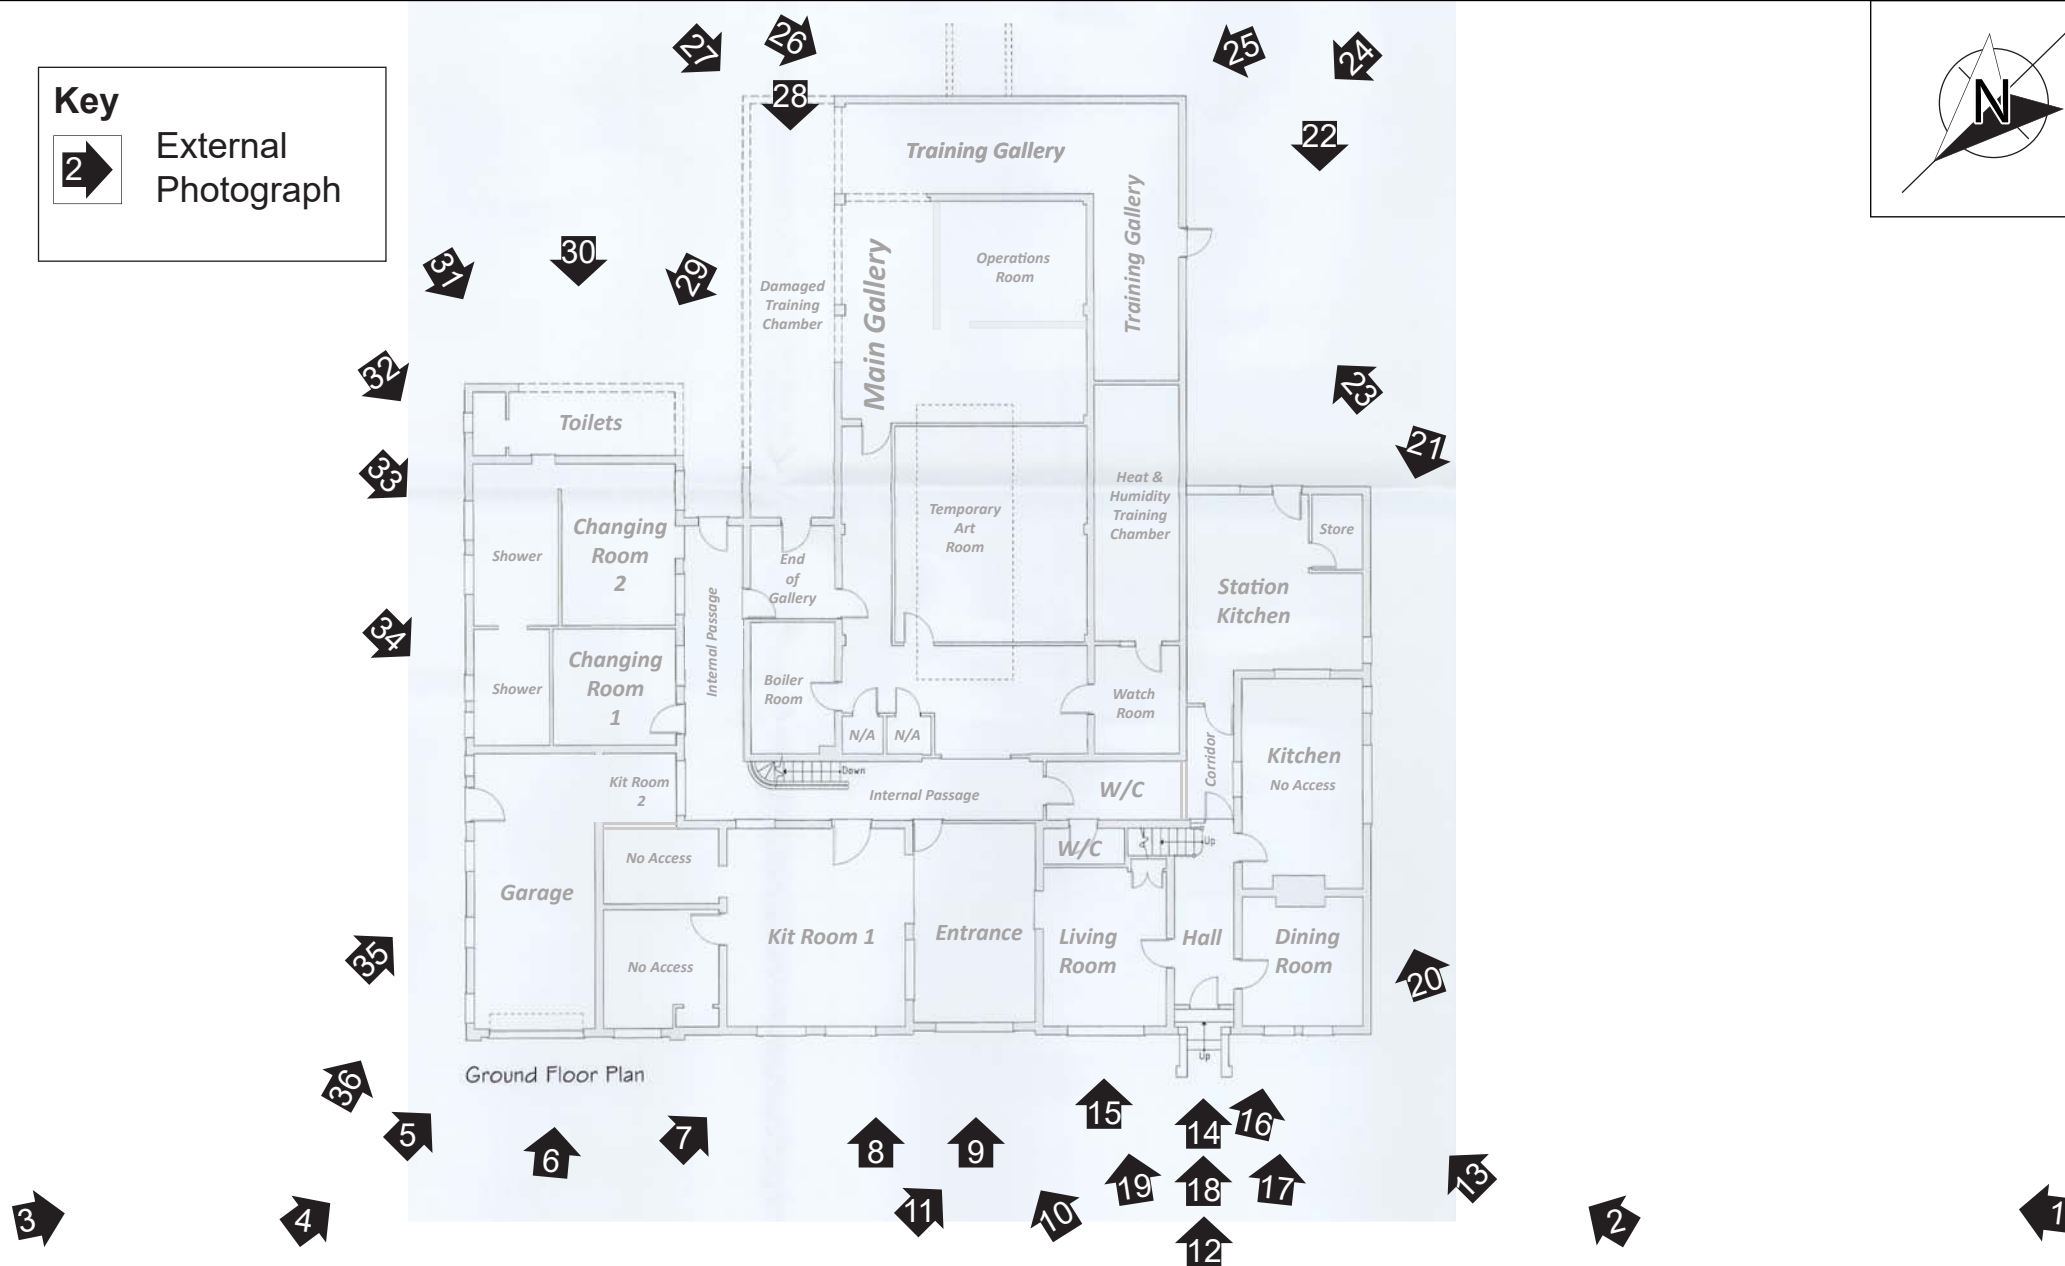 Key
2
External
Photograph
N
27
26
28
25
24
22
31
30
29
32
33
34
35
36
23
21
20
Training Gallery
Training Gallery
Main Gallery
Operations
Room
Damaged
Training
Chamber
Toilets
Changing
Room
2
Shower
Changing
Room
1
Shower
Internal Passage
End
of
Gallery
Boiler
Room
Temporary
Art
Room
Heat &
Humidity
Training
Chamber
Station
Kitchen
Store
Watch
Room
N/A
N/A
Corridor
Kitchen
No Access
Kit Room
2
Down
Internal Passage
W/C
W/C
Up
No Access
Garage
No Access
Kit Room 1
Entrance
Living
Room
Hall
Dining
Room
Up
Ground Floor Plan
5
6
7
8
9
15
14
16
19
18
17
13
3
4
11
10
12
2
1